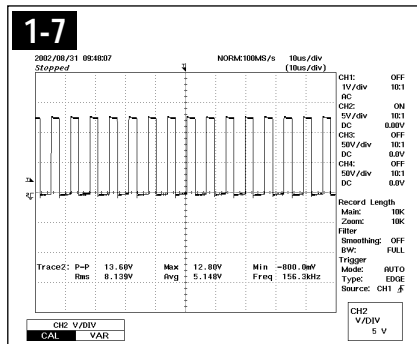 1-7
2002/08/31 09:48:07 NORM:100MS/s 10us/div
Stopped (10us/div)
CH1: OFF
1V/div 10:1
AC
CH2: ON
5V/div 10:1
DC 0.00V
CH3: OFF
50V/div 10:1
DC 0.0V
CH4: OFF
50V/div 10:1
DC 0.0V
Record Length
Main: 10K
Zoom: 10K
Filter
Smoothing: OFF
BW: FULL
Trigger
Mode: AUTO
Type: EDGE
Source: CH1
Trace2: P-P 13.60V Max 12.80V Min -800.0mV
Rms 8.139V Avg 5.148V Freq 156.3kHz
CH2 V/DIV
CAL VAR
CH2
V/DIV
5 V